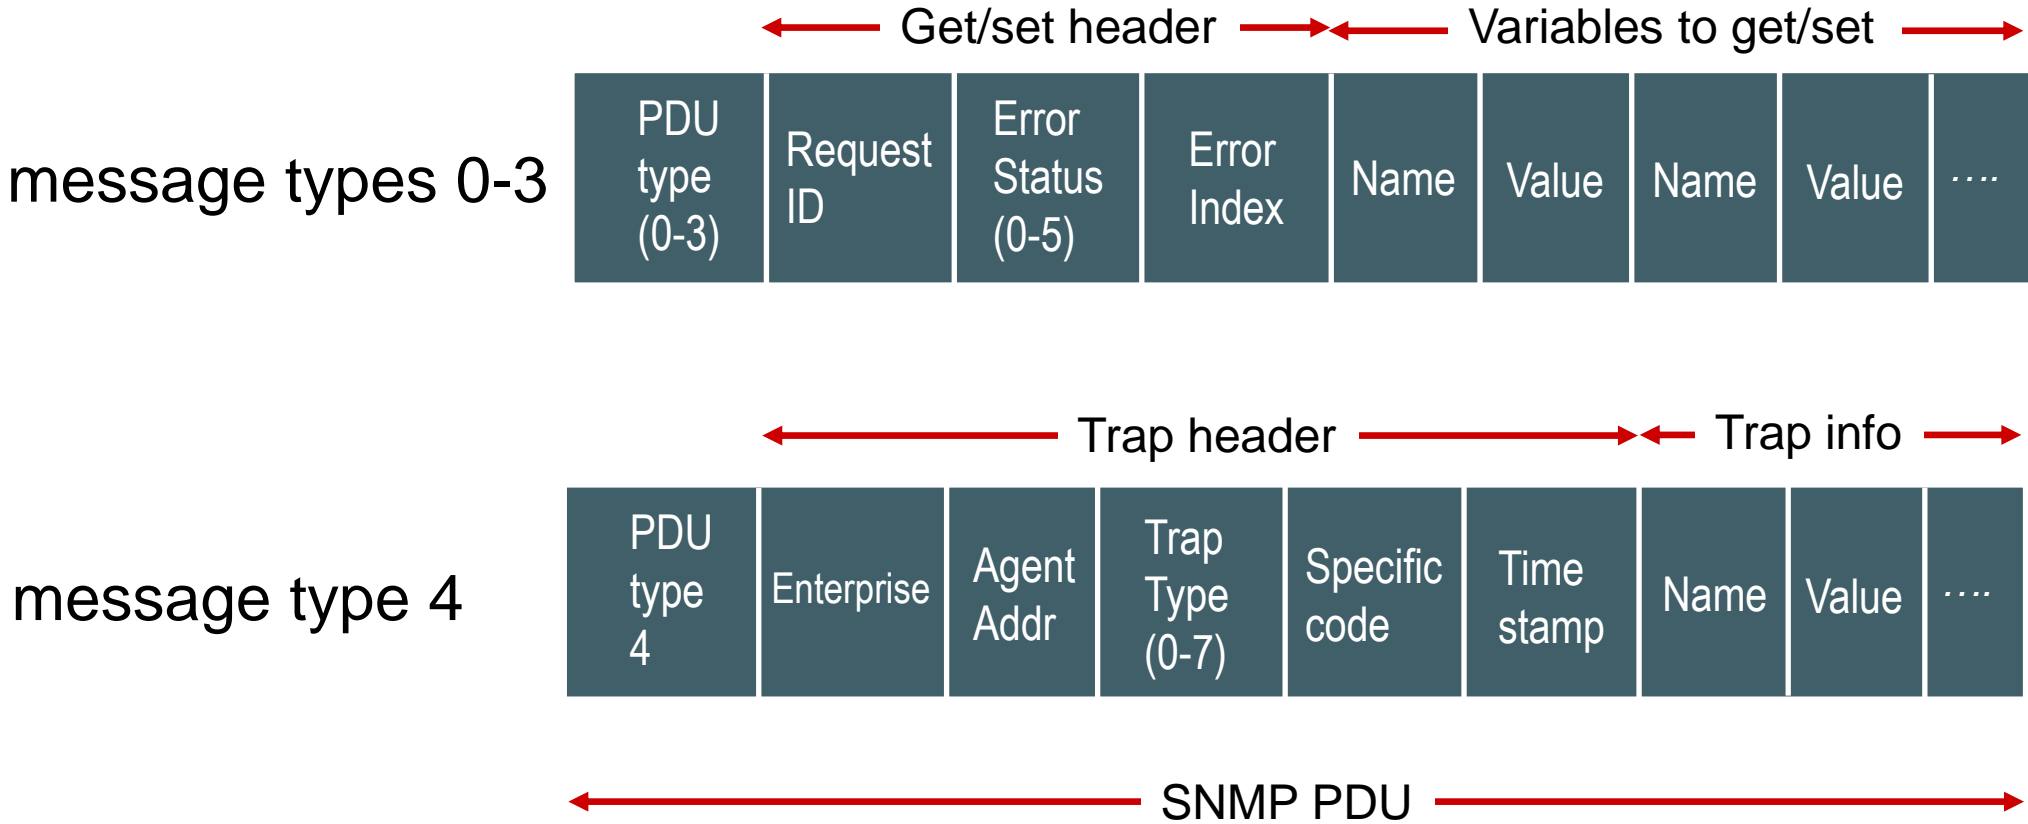 Get/set header
Variables to get/set
message types 0-3
PDU
type
(0-3)
Request
ID
Error
Status
(0-5)
Error
Index
Name
Value
Name
Value
....
Trap header
Trap info
message type 4
PDU
type
4
Enterprise
Agent
Addr
Trap
Type
(0-7)
Specific
code
Time
stamp
Name
Value
....
SNMP PDU